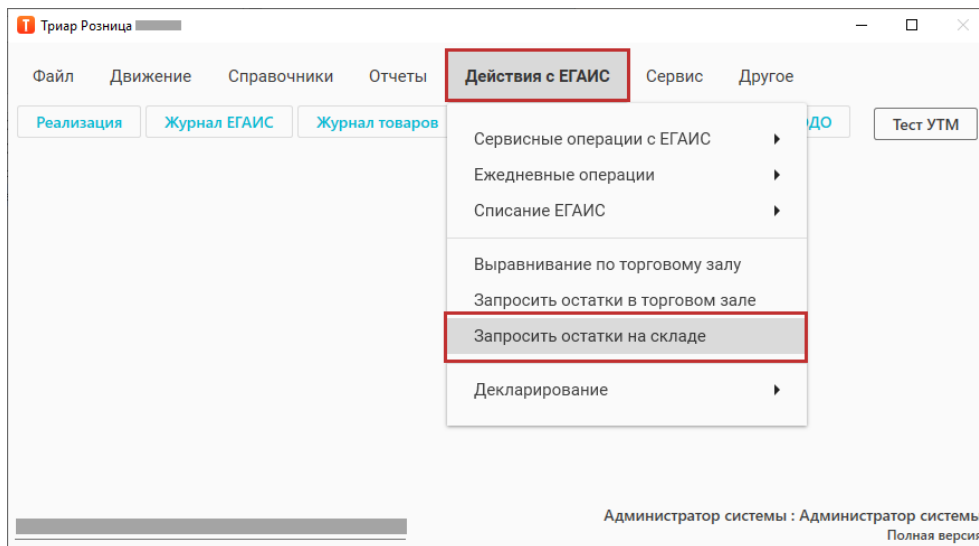 Т Триар Розница
Файл Движение Справочники Отчеты Действия с ЕГАИС Сервис Другое
Реализация Журнал ЕГАИС Журнал товаров ДО Тест УТМ
Сервисные операции с ЕГАИС
Ежедневные операции
Списание ЕГАИС
Выравнивание по торговому залу
Запросить остатки в торговом зале
Запросить остатки на складе
Декларирование
Администратор системы : Администратор системы
Полная версия